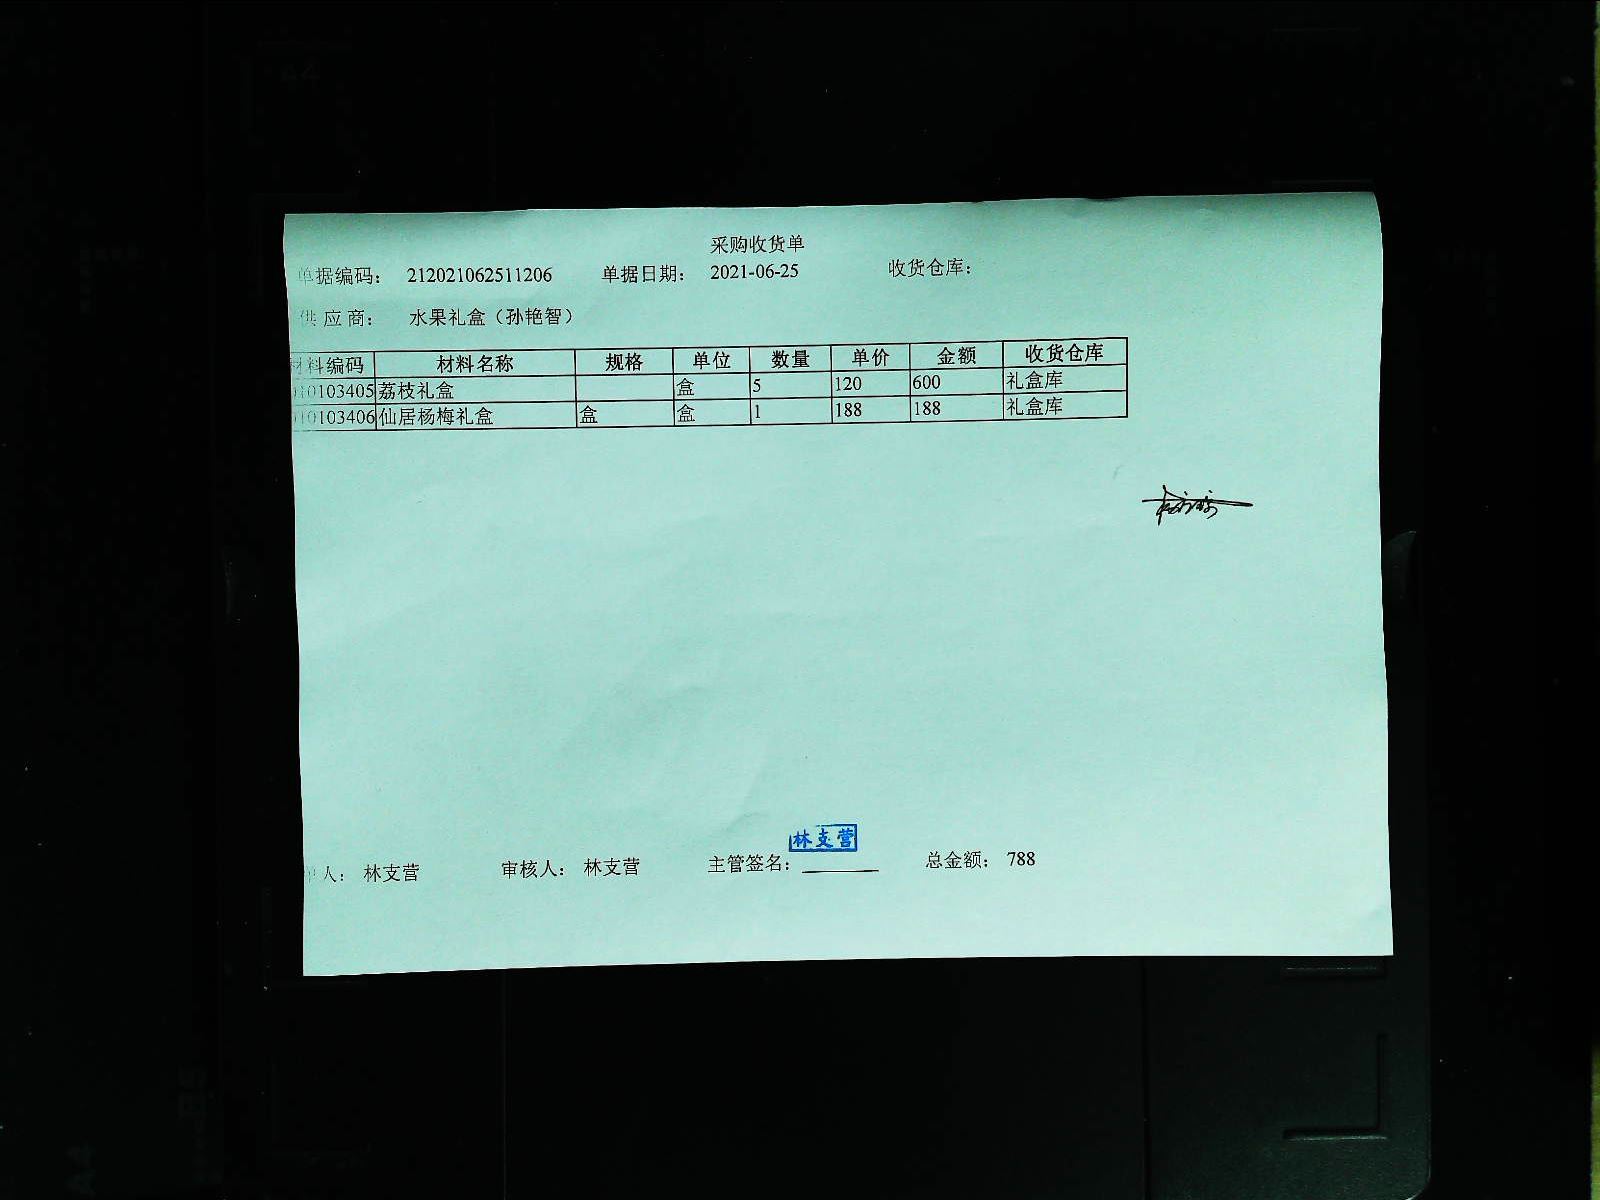 采购收货单
单据编码： 212021062511206 单据日期： 2021-06-25 收货仓库：
供应商： 水果礼盒（孙艳智）
材料编码 材料名称 规格 单位 数量 单价 金额 收货仓库
010103405 荔枝礼盒 盒 5 120 600 礼盒库
010103406 仙居杨梅礼盒 盒 盒 1 188 188 礼盒库
林支营
人： 林支营 审核人： 林支营 主管签名： 总金额： 788